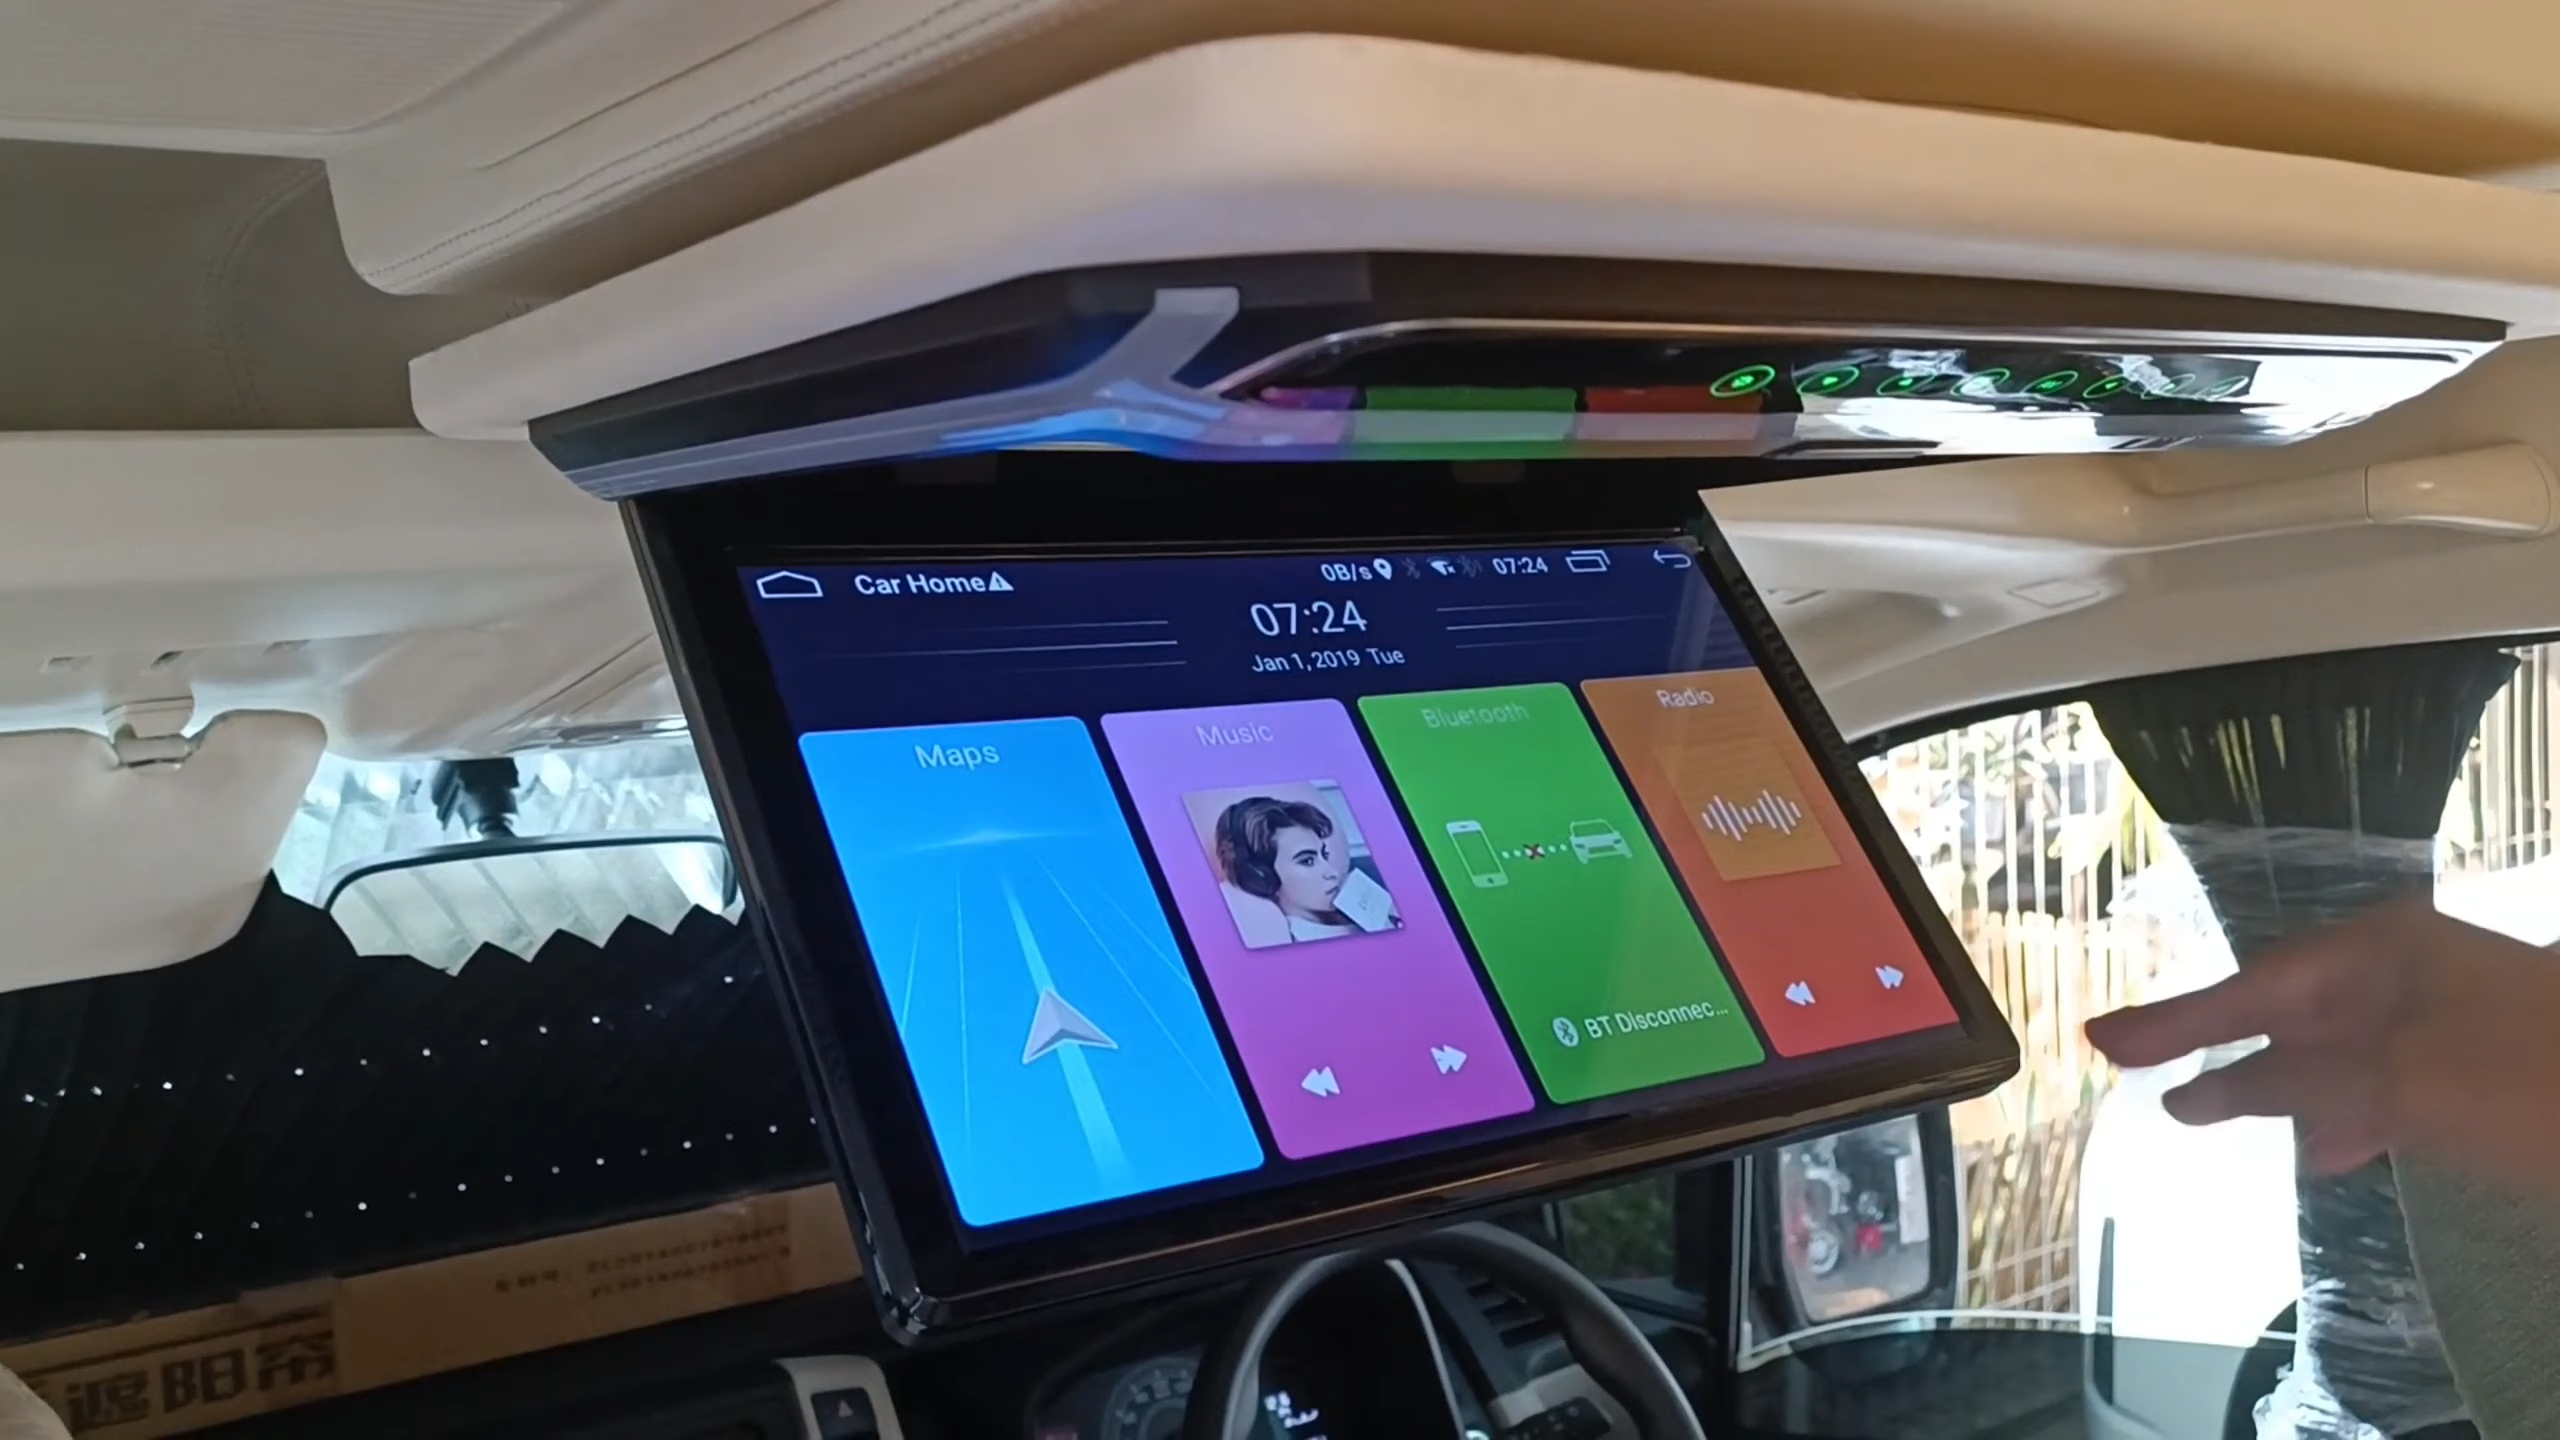 Car Home
0B/s
07:24
07:24
Jan 1, 2019 Tue
Maps
Music
Bluetooth
Radio
BT Disconnec...
遮阳帘